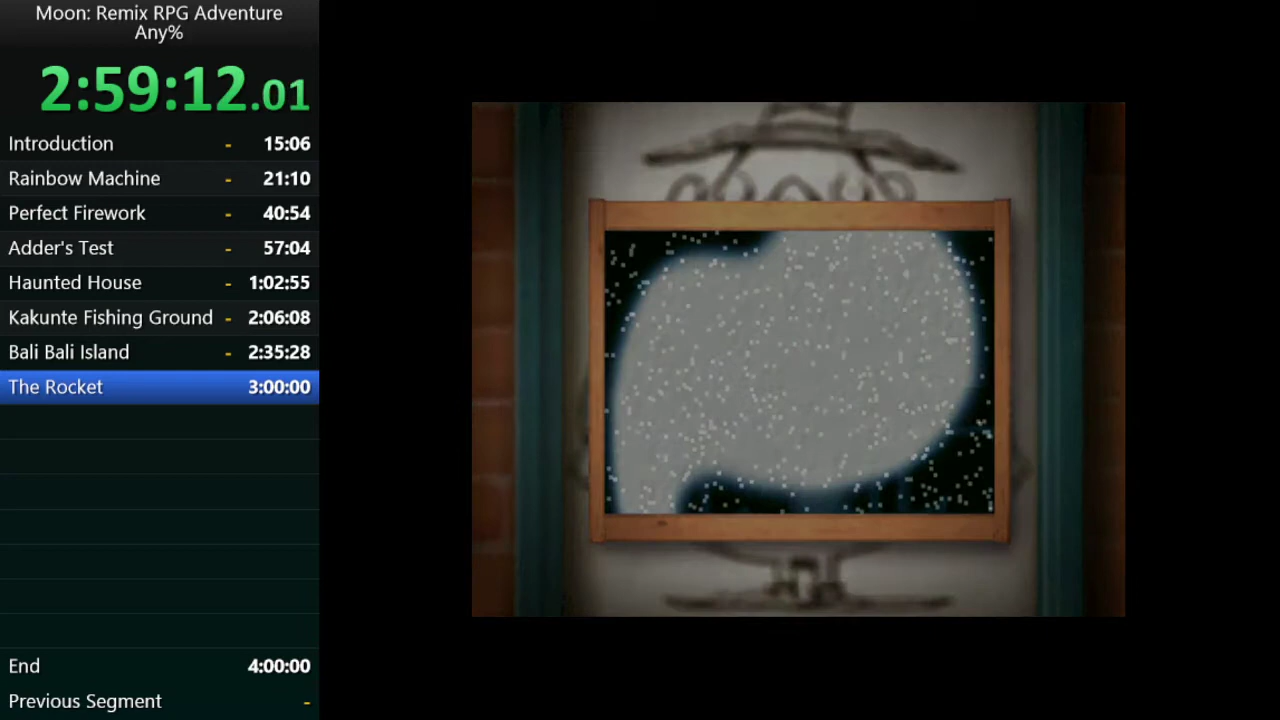 Moon: Remix RPG Adventure
Any%
2:59:12.01
Introduction - 15:06
Rainbow Machine - 21:10
Perfect Firework - 40:54
Adder's Test - 57:04
Haunted House - 1:02:55
Kakunte Fishing Ground - 2:06:08
Bali Bali Island - 2:35:28
The Rocket 3:00:00
End 4:00:00
Previous Segment -